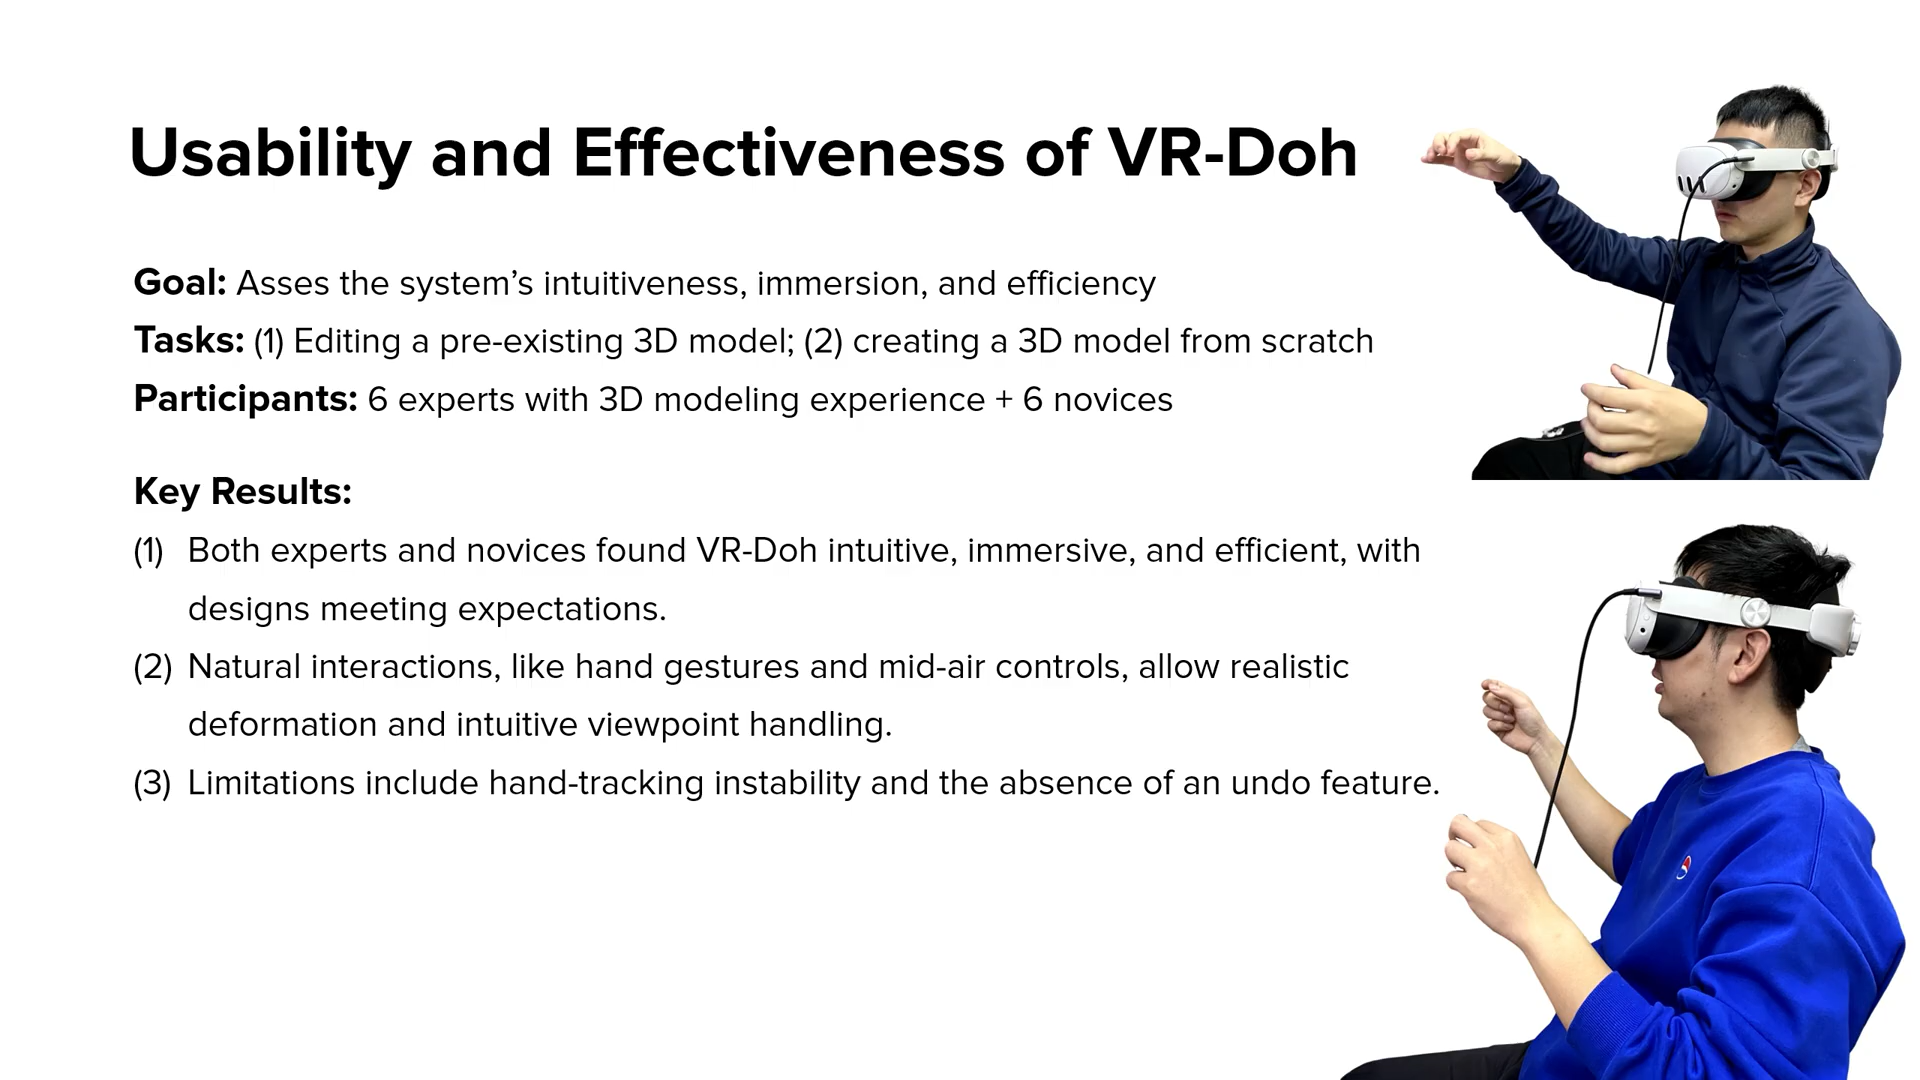 Usability and Effectiveness of VR-Doh
Goal: Asses the system’s intuitiveness, immersion, and efficiency
Tasks: (1) Editing a pre-existing 3D model; (2) creating a 3D model from scratch
Participants: 6 experts with 3D modeling experience + 6 novices
Key Results:
(1) Both experts and novices found VR-Doh intuitive, immersive, and efficient, with
designs meeting expectations.
(2) Natural interactions, like hand gestures and mid-air controls, allow realistic
deformation and intuitive viewpoint handling.
(3) Limitations include hand-tracking instability and the absence of an undo feature.